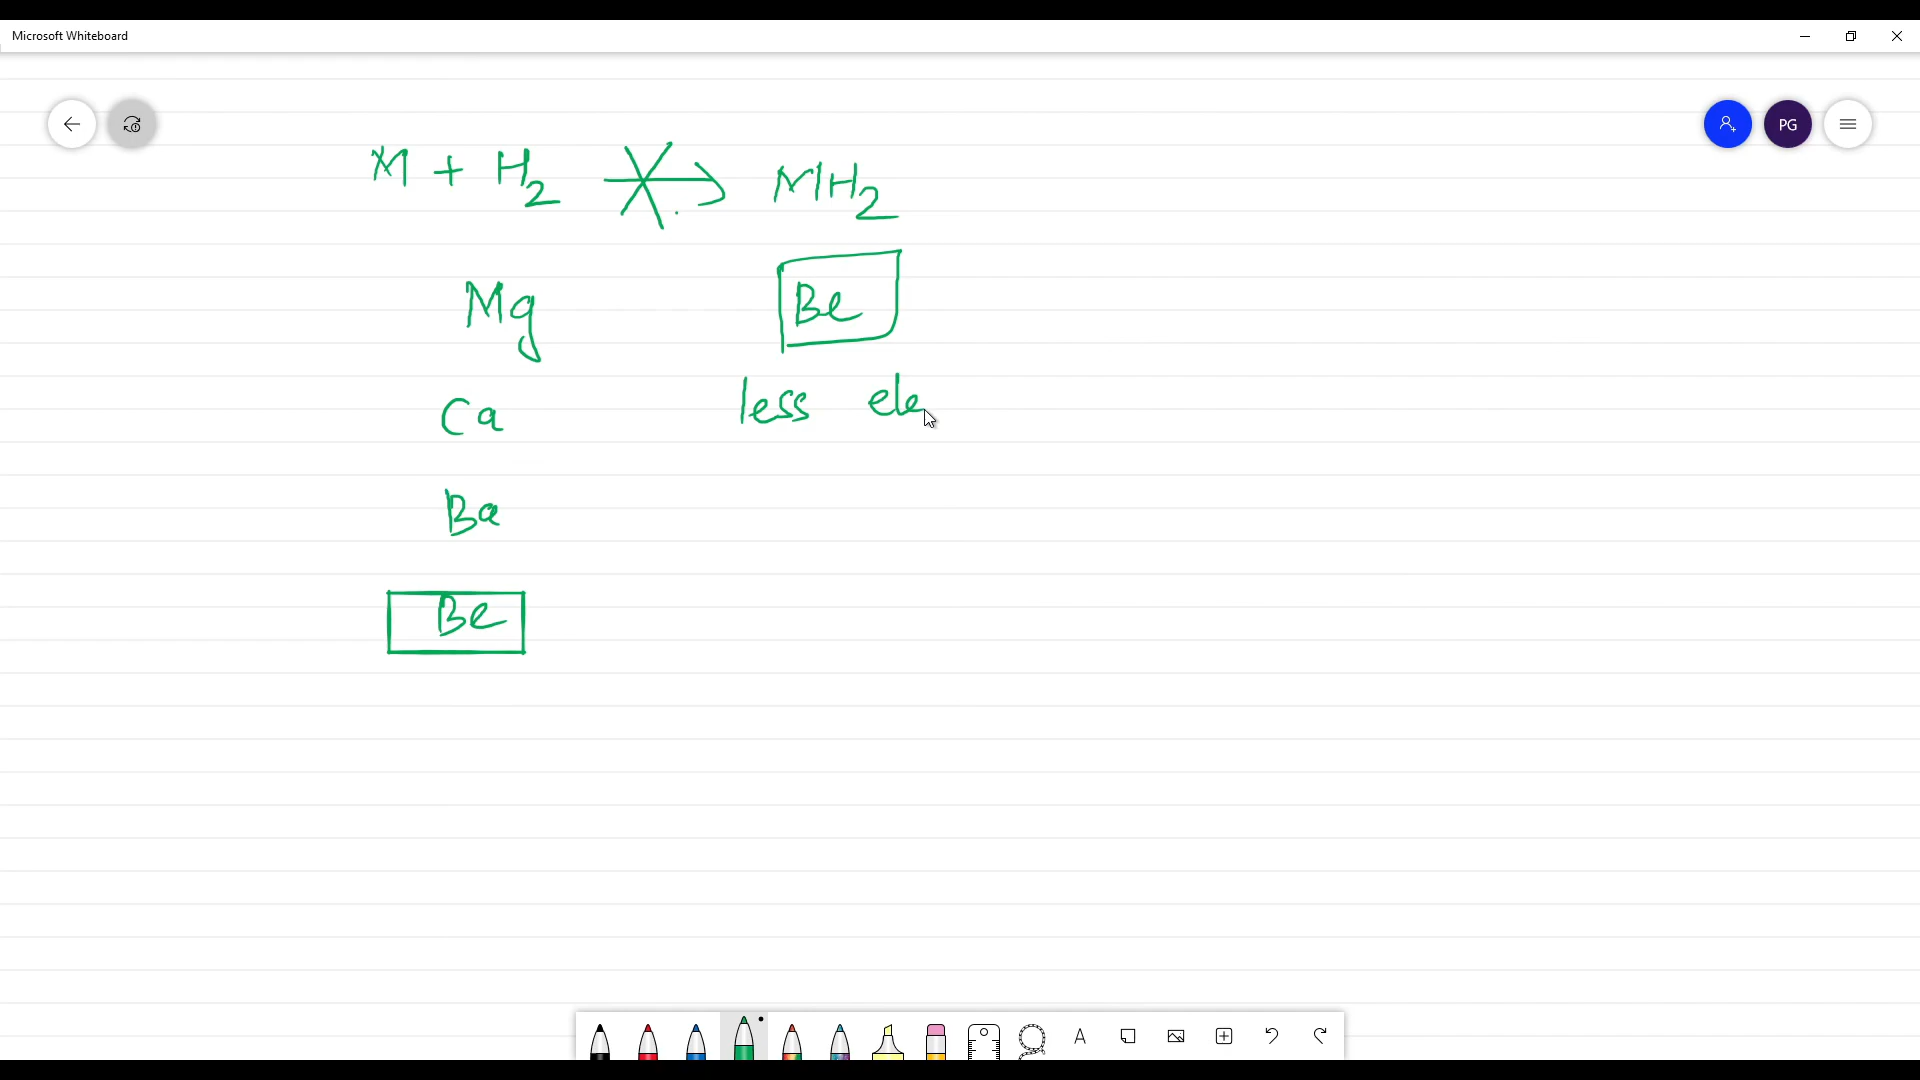 Microsoft Whiteboard
PG
M + H2 → MH2
Mg
Be
Ca
less ele
Ba
Be